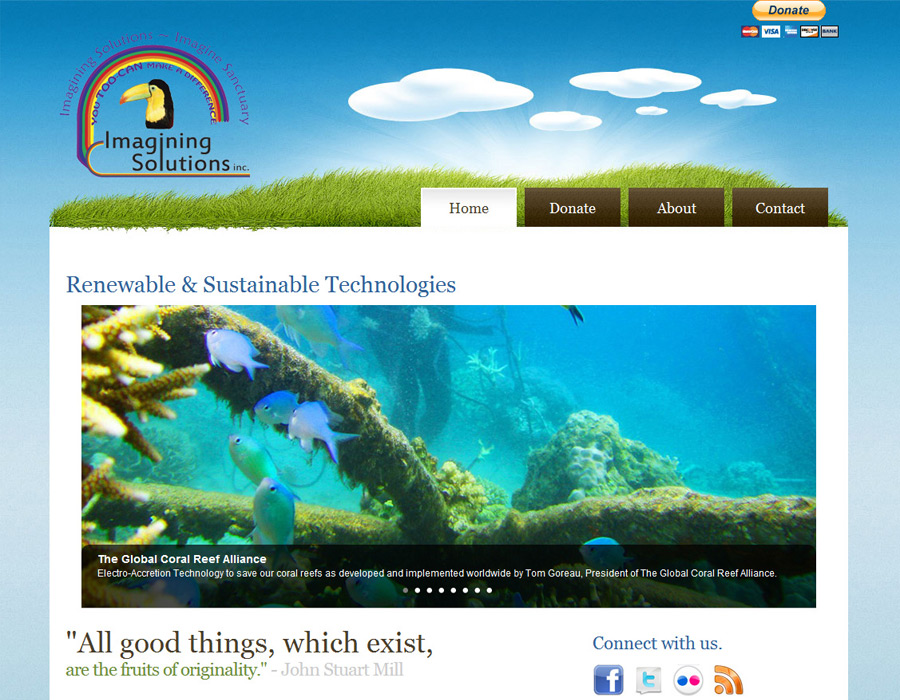 Donate
VISA
BANK
Imagining Solutions ~ Imagine Sanctuary
YOU TOO CAN MAKE A DIFFERENCE
Imagining
Solutions inc.
Home
Donate
About
Contact
Renewable & Sustainable Technologies
The Global Coral Reef Alliance
Electro-Accretion Technology to save our coral reefs as developed and implemented worldwide by Tom Goreau, President of The Global Coral Reef Alliance.
"All good things, which exist,
are the fruits of originality." - John Stuart Mill
Connect with us.